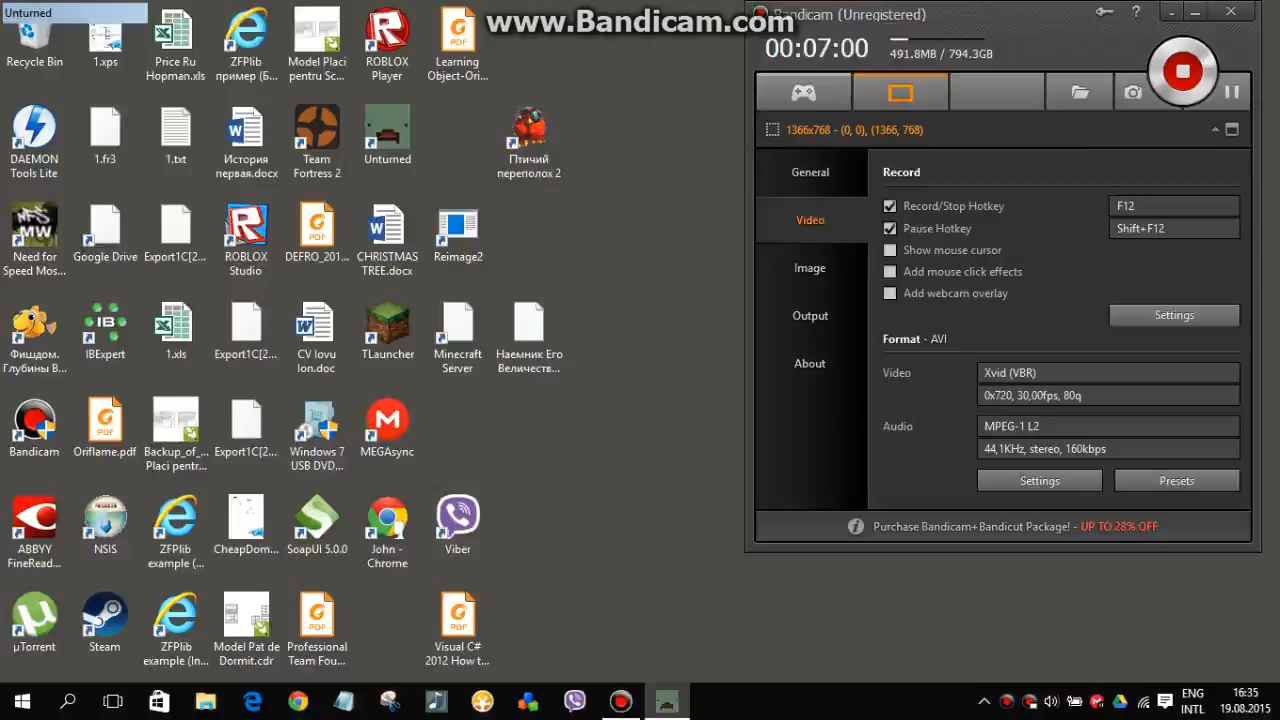 Unturned
www.Bandicam.com
Bandicam (Unregistered)
?
00:07:00
491.8MB / 794.3GB
1366x768 - (0, 0), (1366, 768)
General
Video
Image
Output
About
Record
Record/Stop Hotkey
F12
Pause Hotkey
Shift+F12
Show mouse cursor
Add mouse click effects
Add webcam overlay
Settings
Format - AVI
Video
Xvid (VBR)
0x720, 30,00fps, 80q
Audio
MPEG-1 L2
44,1KHz, stereo, 160kbps
Settings
Presets
Purchase Bandicam+Bandicut Package! - UP TO 28% OFF
Recycle Bin
1.xps
Price Ru
Hopman.xls
ZFPlib
пример (Б...
Model Placi
pentru Sc...
ROBLOX
Player
Learning
Object-Ori...
DAEMON
Tools Lite
1.fr3
1.txt
История
первая.docx
Team
Fortress 2
Unturned
Птичий
переполох 2
Need for
Speed Mos...
Google Drive
Export1C[2...
ROBLOX
Studio
DEFRO_201...
CHRISTMAS
TREE.docx
Reimage2
Фишдом.
Глубины В...
IBExpert
1.xls
Export1C[2...
CV Iovu
Ion.doc
TLauncher
Minecraft
Server
Наемник Его
Величеств...
Bandicam
Oriflame.pdf
Backup_of_...
Placi pentr...
Export1C[2...
Windows 7
USB DVD...
MEGAsync
ABBYY
FineRead...
NSIS
ZFPlib
example (...
CheapDorn...
SoapUI 5.0.0
John -
Chrome
Viber
µTorrent
Steam
ZFPlib
example (In...
Model Pat de
Dormit.cdr
Professional
Team Fou...
Visual C#
2012 How t...
ENG
INTL
16:35
19.08.2015